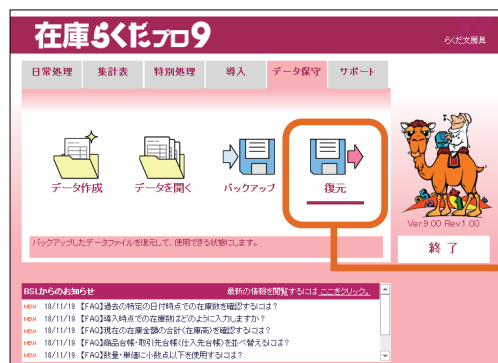 在庫らくだプロ9
らくだ文房具
日常処理 集計表 特別処理 導入 データ保守 サポート
データ作成 データを開く バックアップ 復元
Ver.9.00 Rev.1.00
バックアップしたデータファイルを復元して、使用できる状態にします。
終了
BSLからのお知らせ 最新の情報を閲覧するには ここをクリック。
NEW 18/11/19 【FAQ】過去の特定の日付時点での在庫数を確認するには？
NEW 18/11/19 【FAQ】導入時点での在庫数はどのように入力しますか？
NEW 18/11/19 【FAQ】現在の在庫金額の合計(在庫高)を確認するには？
NEW 18/11/19 【FAQ】商品台帳・取引先台帳(仕入先台帳)を並べ替えるには？
NEW 18/11/19 【FAQ】数量・単価に小数点以下を使用するには？